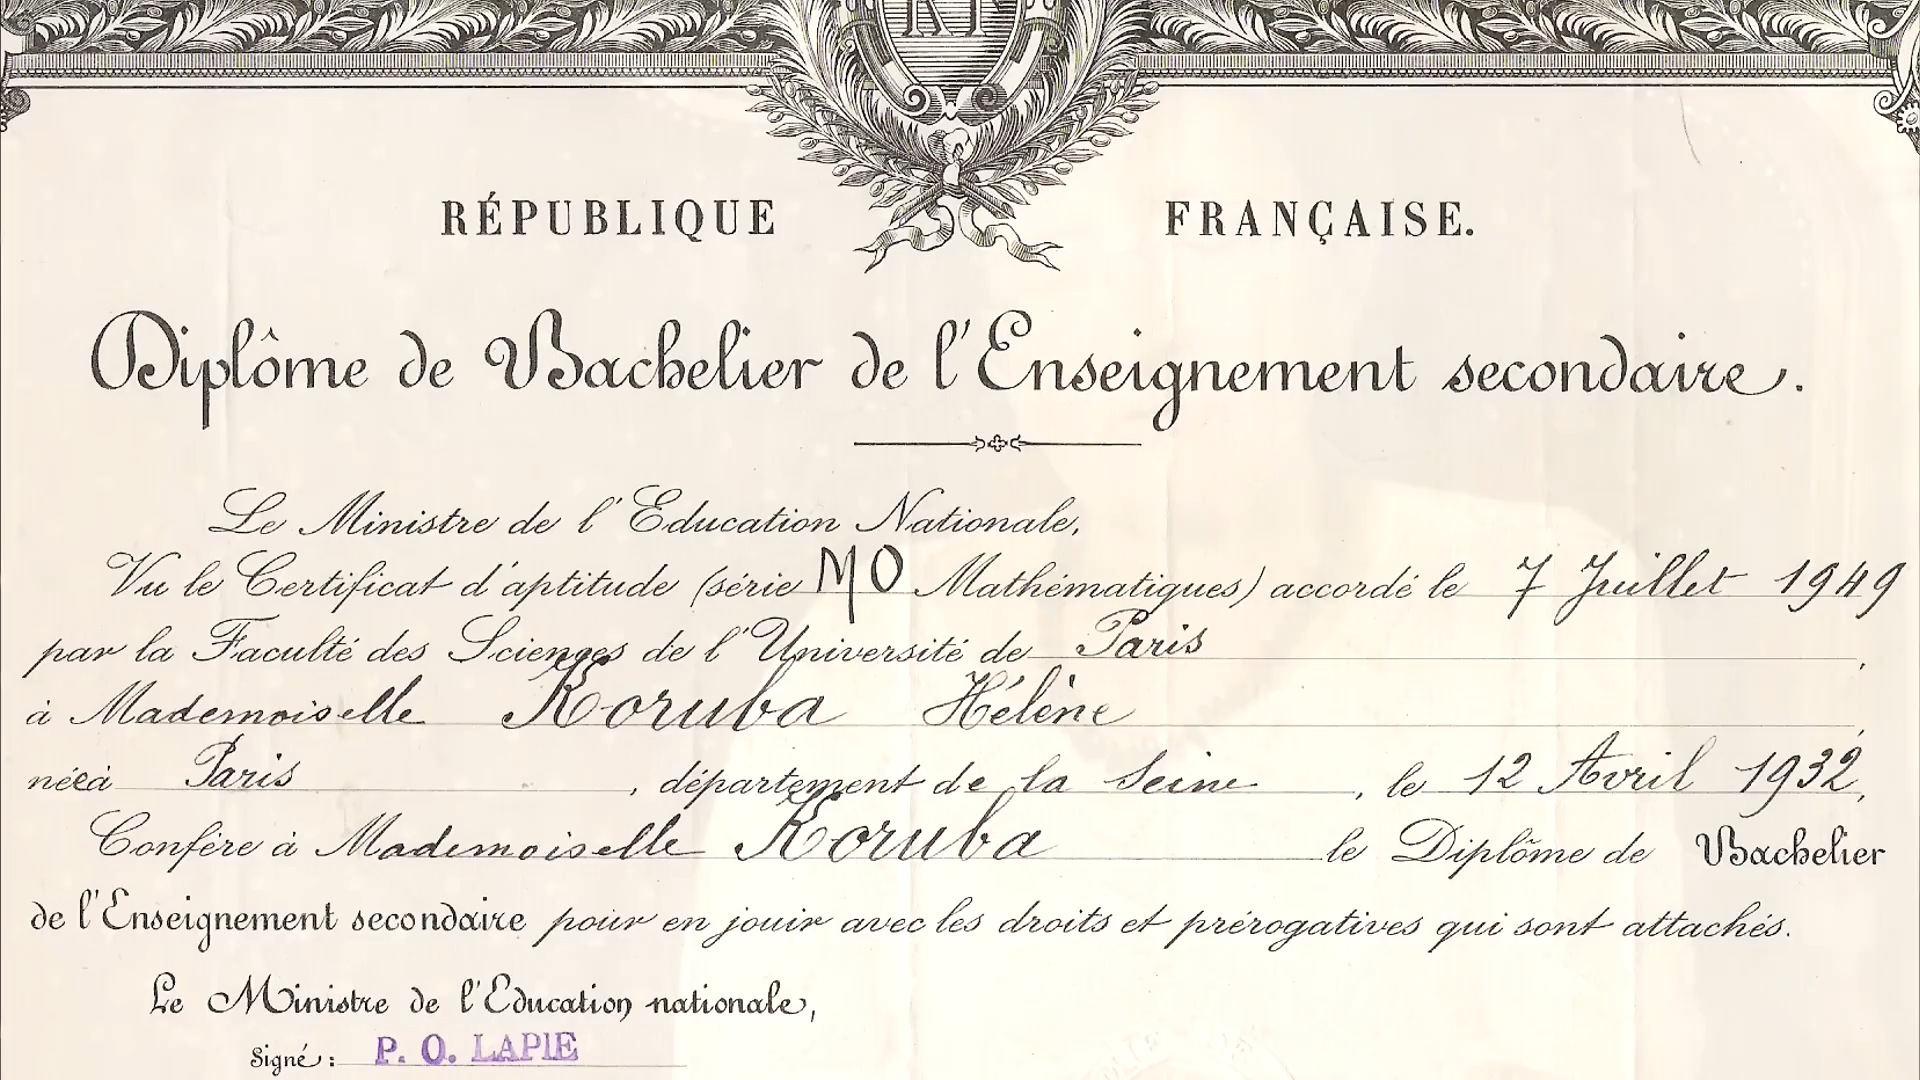 RF
RÉPUBLIQUE FRANÇAISE.
Diplôme de Bachelier de l'Enseignement secondaire.
Le Ministre de l'Education Nationale,
Vu le Certificat d'aptitude (série MO Mathématiques) accordé le 7 Juillet 1949
par la Faculté des Sciences de l'Université de Paris,
à Mademoiselle Koruba Hélène,
née à Paris, département de la Seine, le 12 Avril 1932,
Confère à Mademoiselle Koruba le Diplôme de Bachelier
de l'Enseignement secondaire pour en jouir avec les droits et prérogatives qui sont attachés.
Le Ministre de l'Education nationale,
Signé : P. O. LAPIE